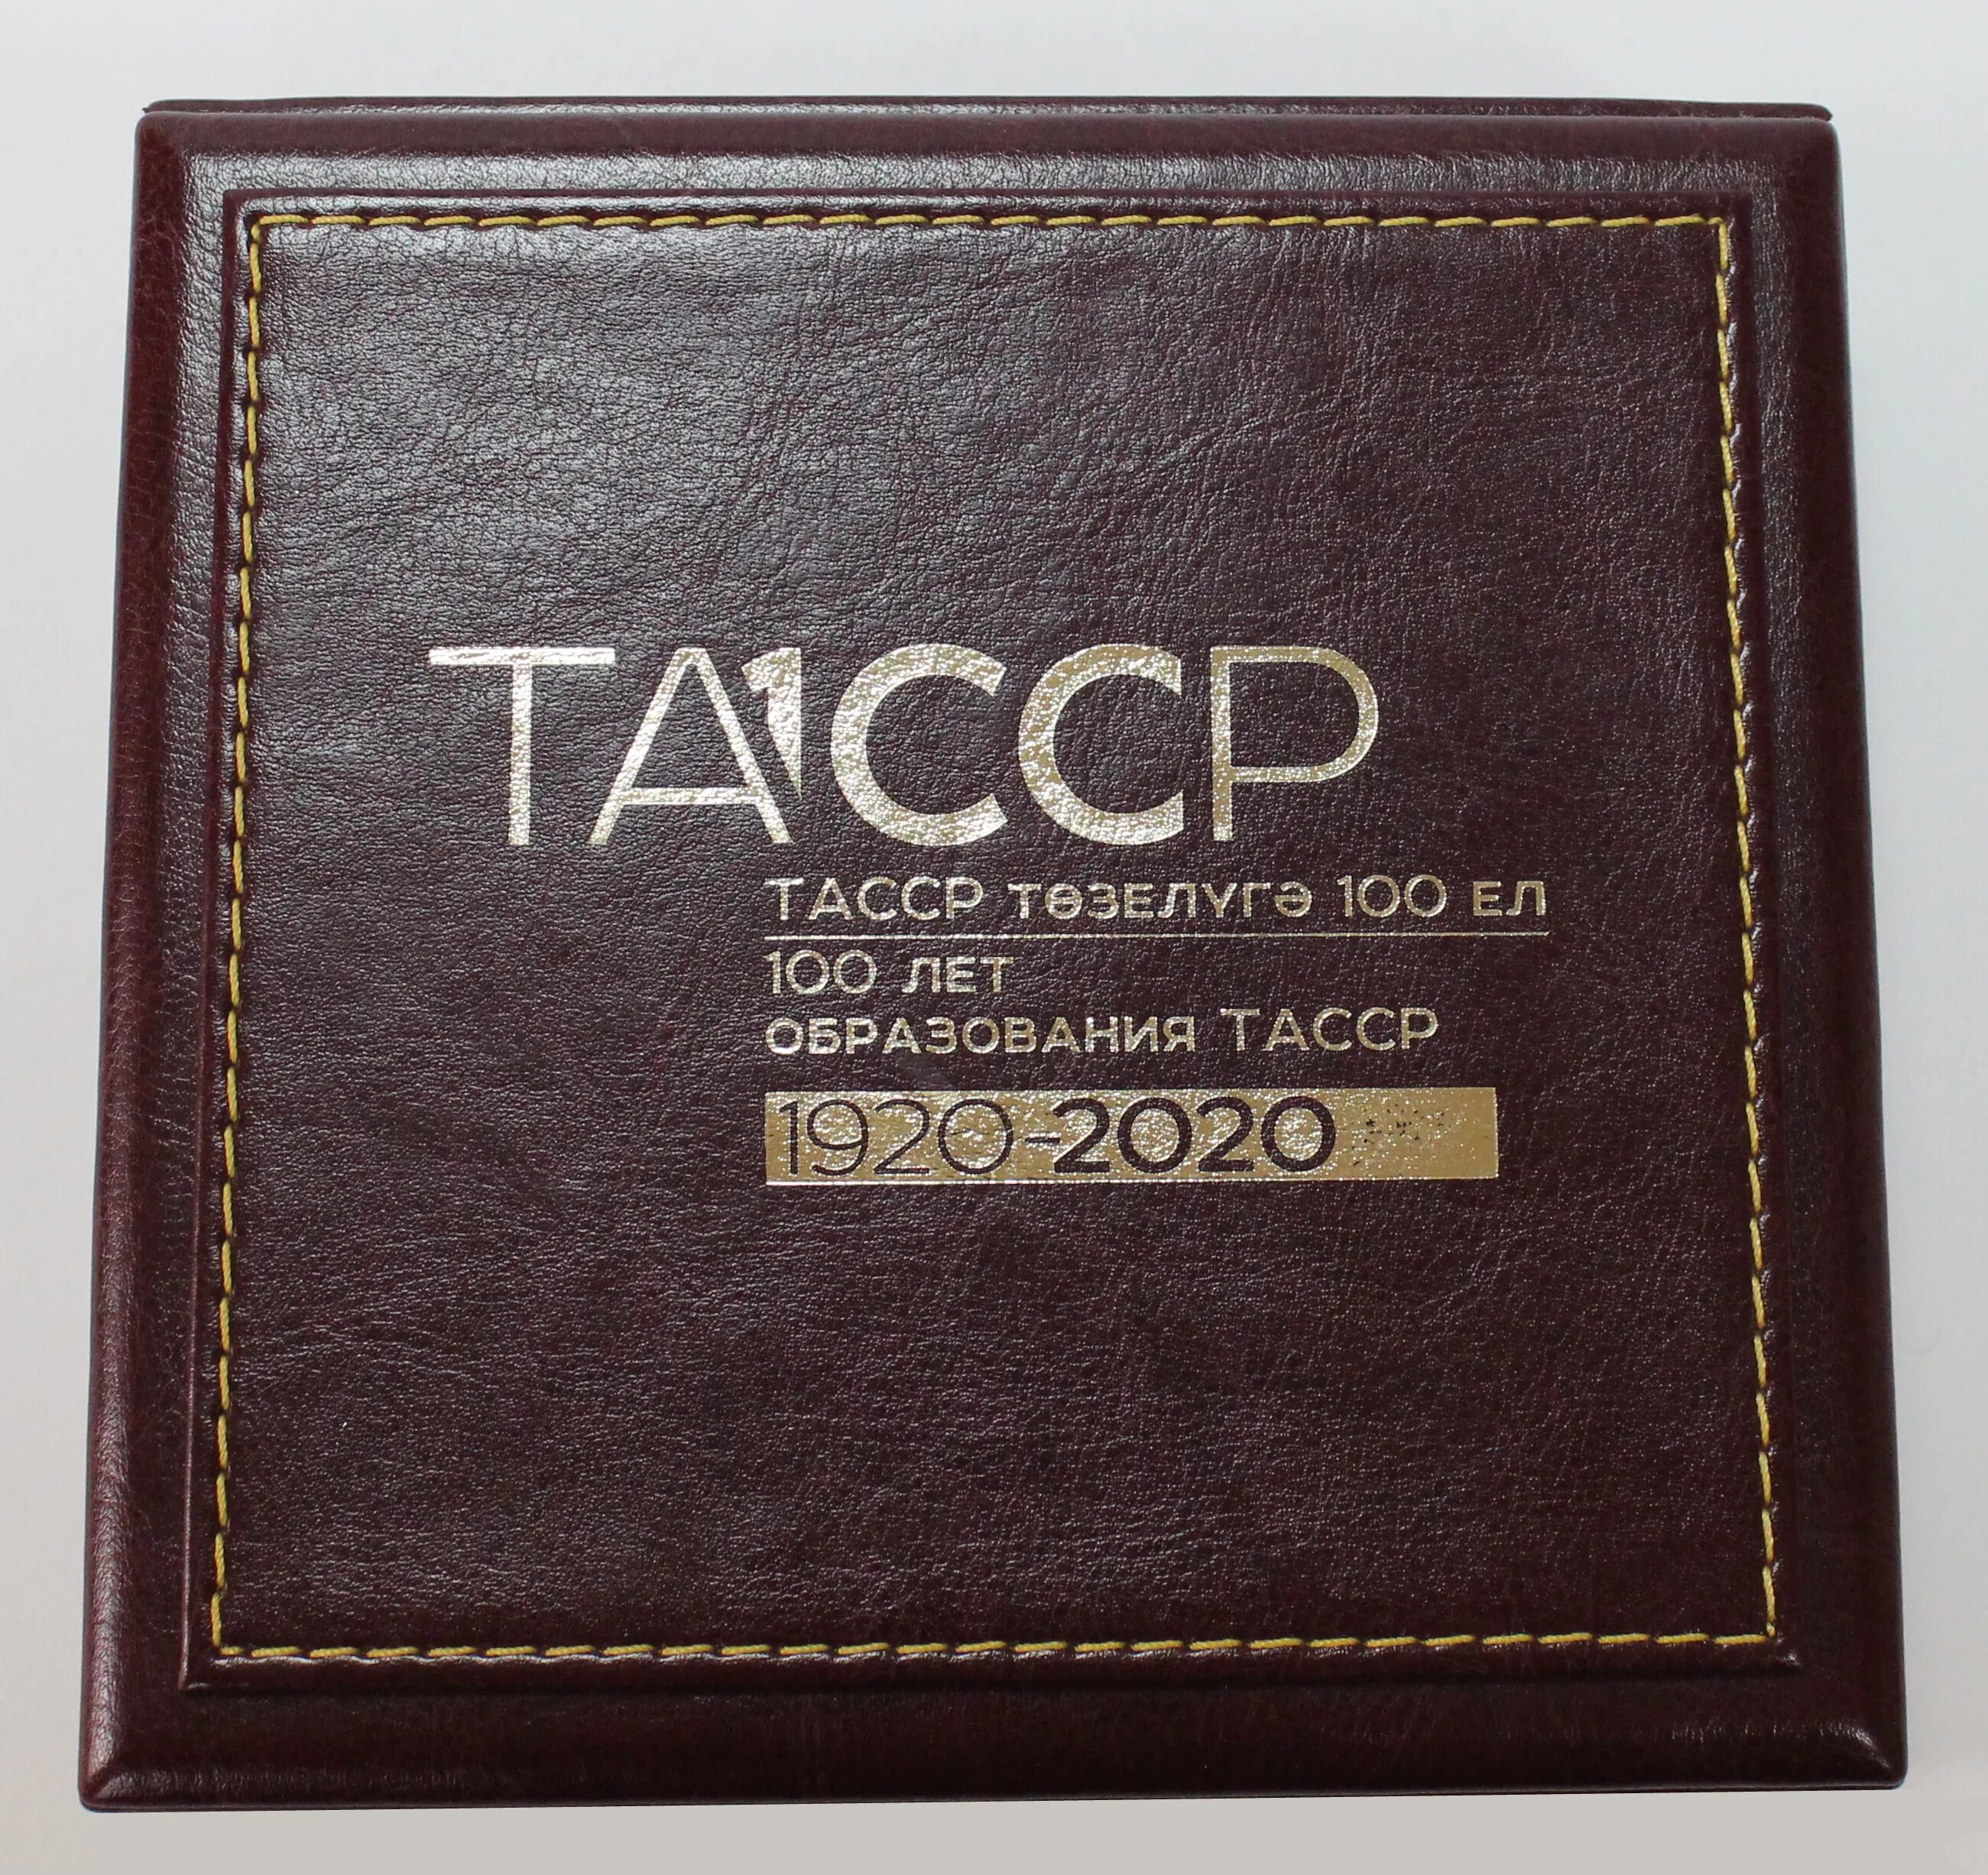 ТА1ССР
ТАССР төзелүгә 100 ел
100 лет
образования ТАССР
1920-2020